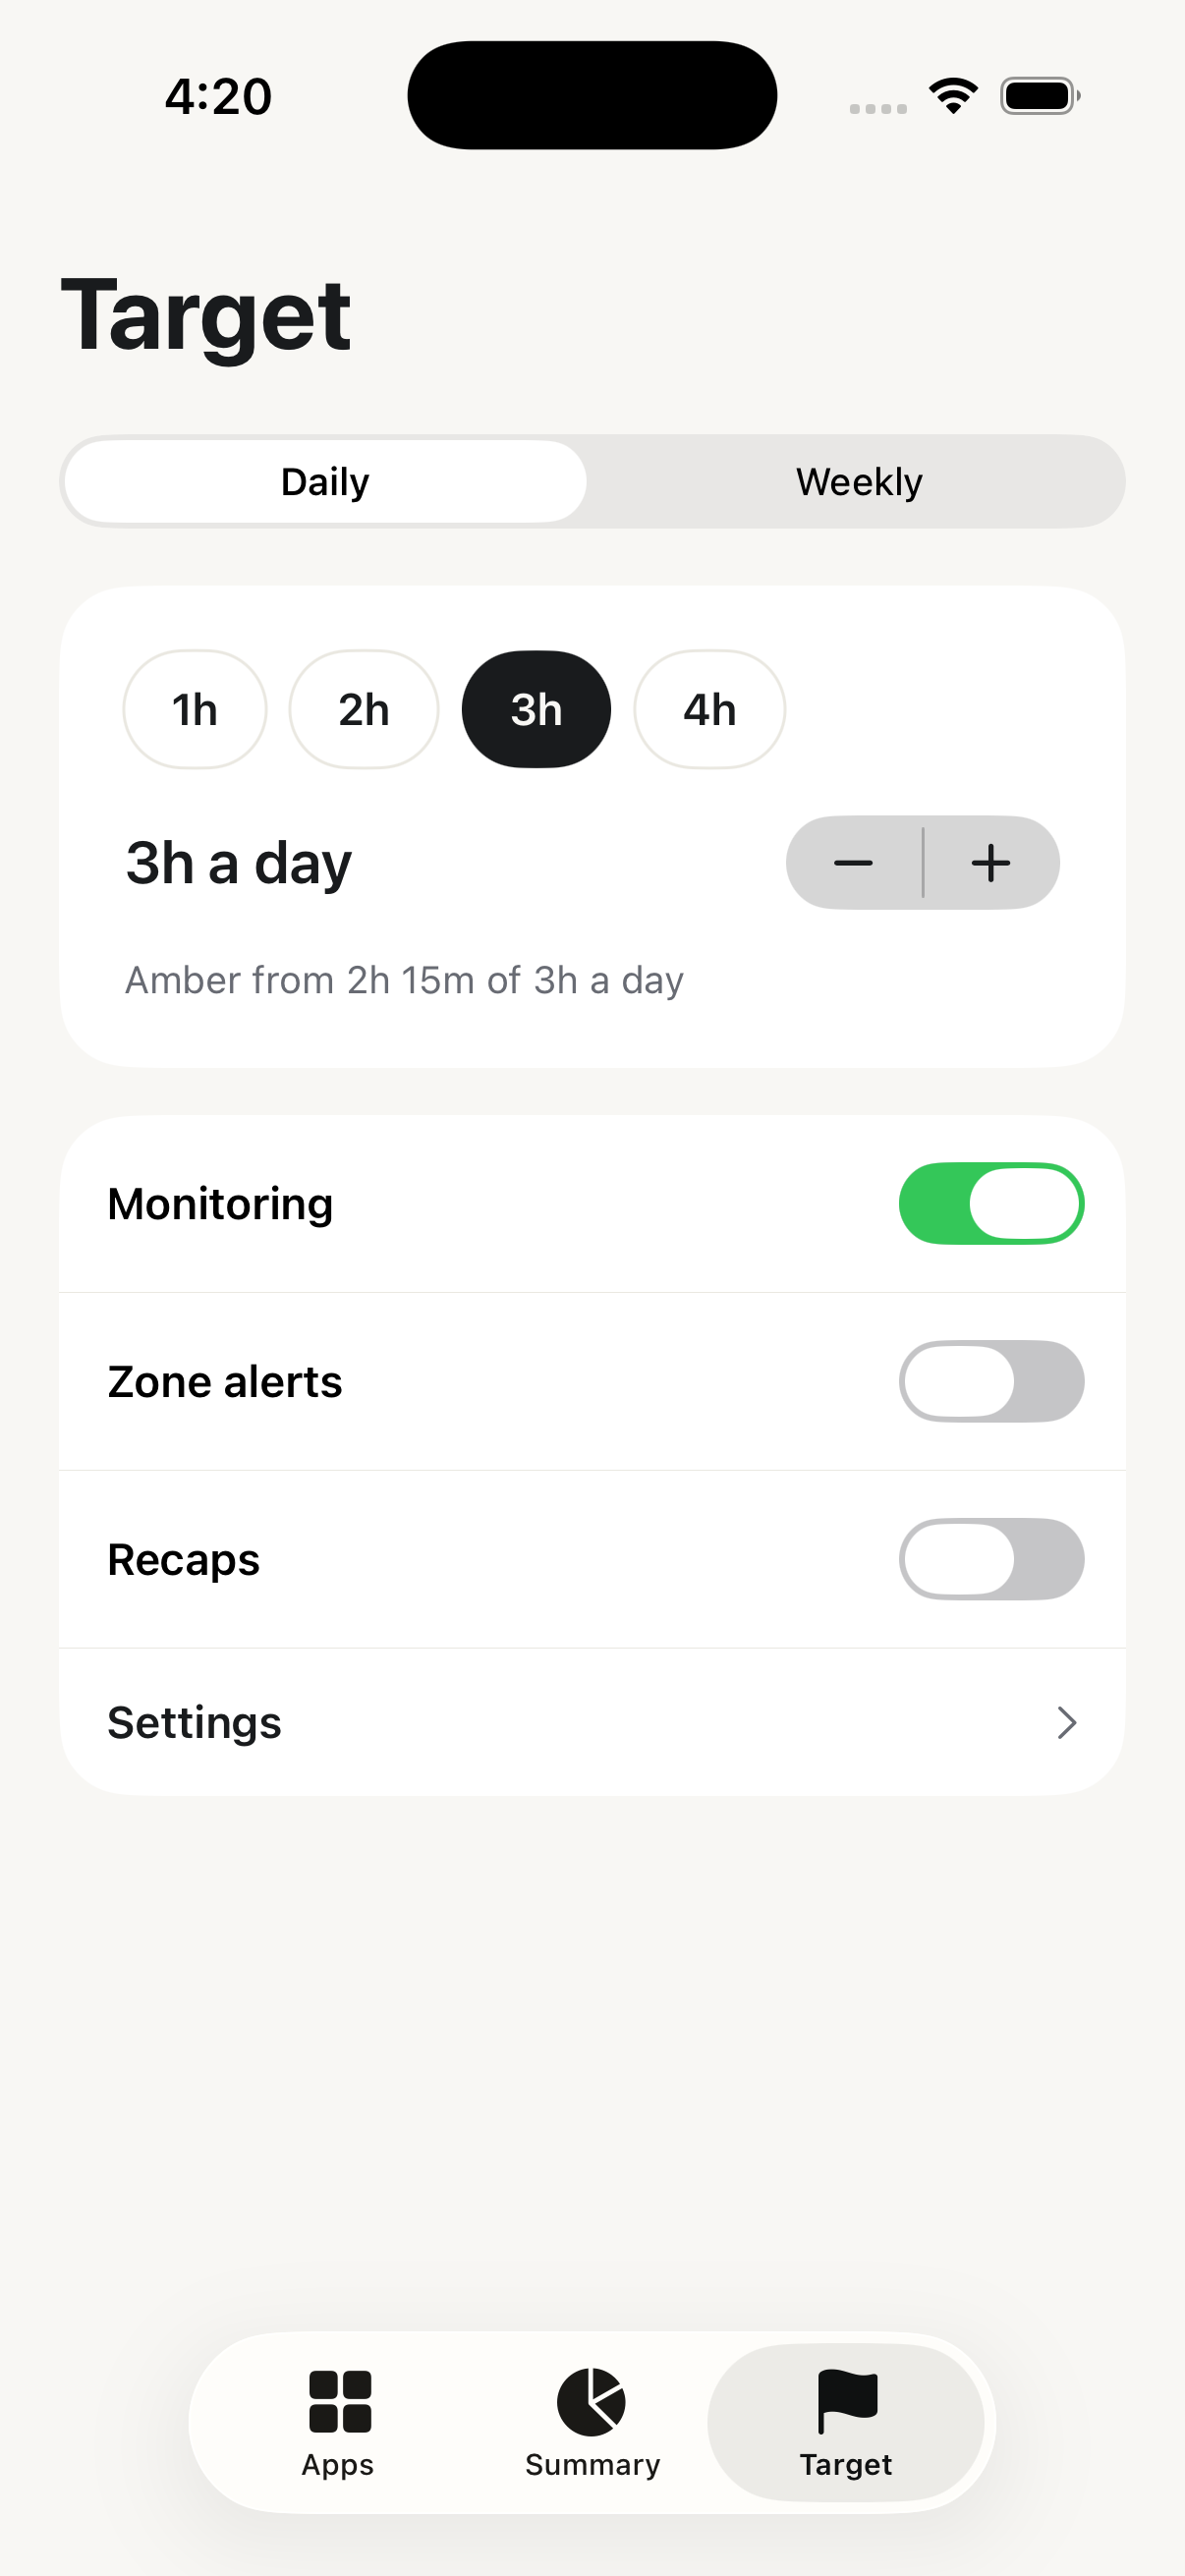 4:20
Target
Daily Weekly
1h 2h 3h 4h
3h a day
Amber from 2h 15m of 3h a day
Monitoring
Zone alerts
Recaps
Settings
Apps Summary Target